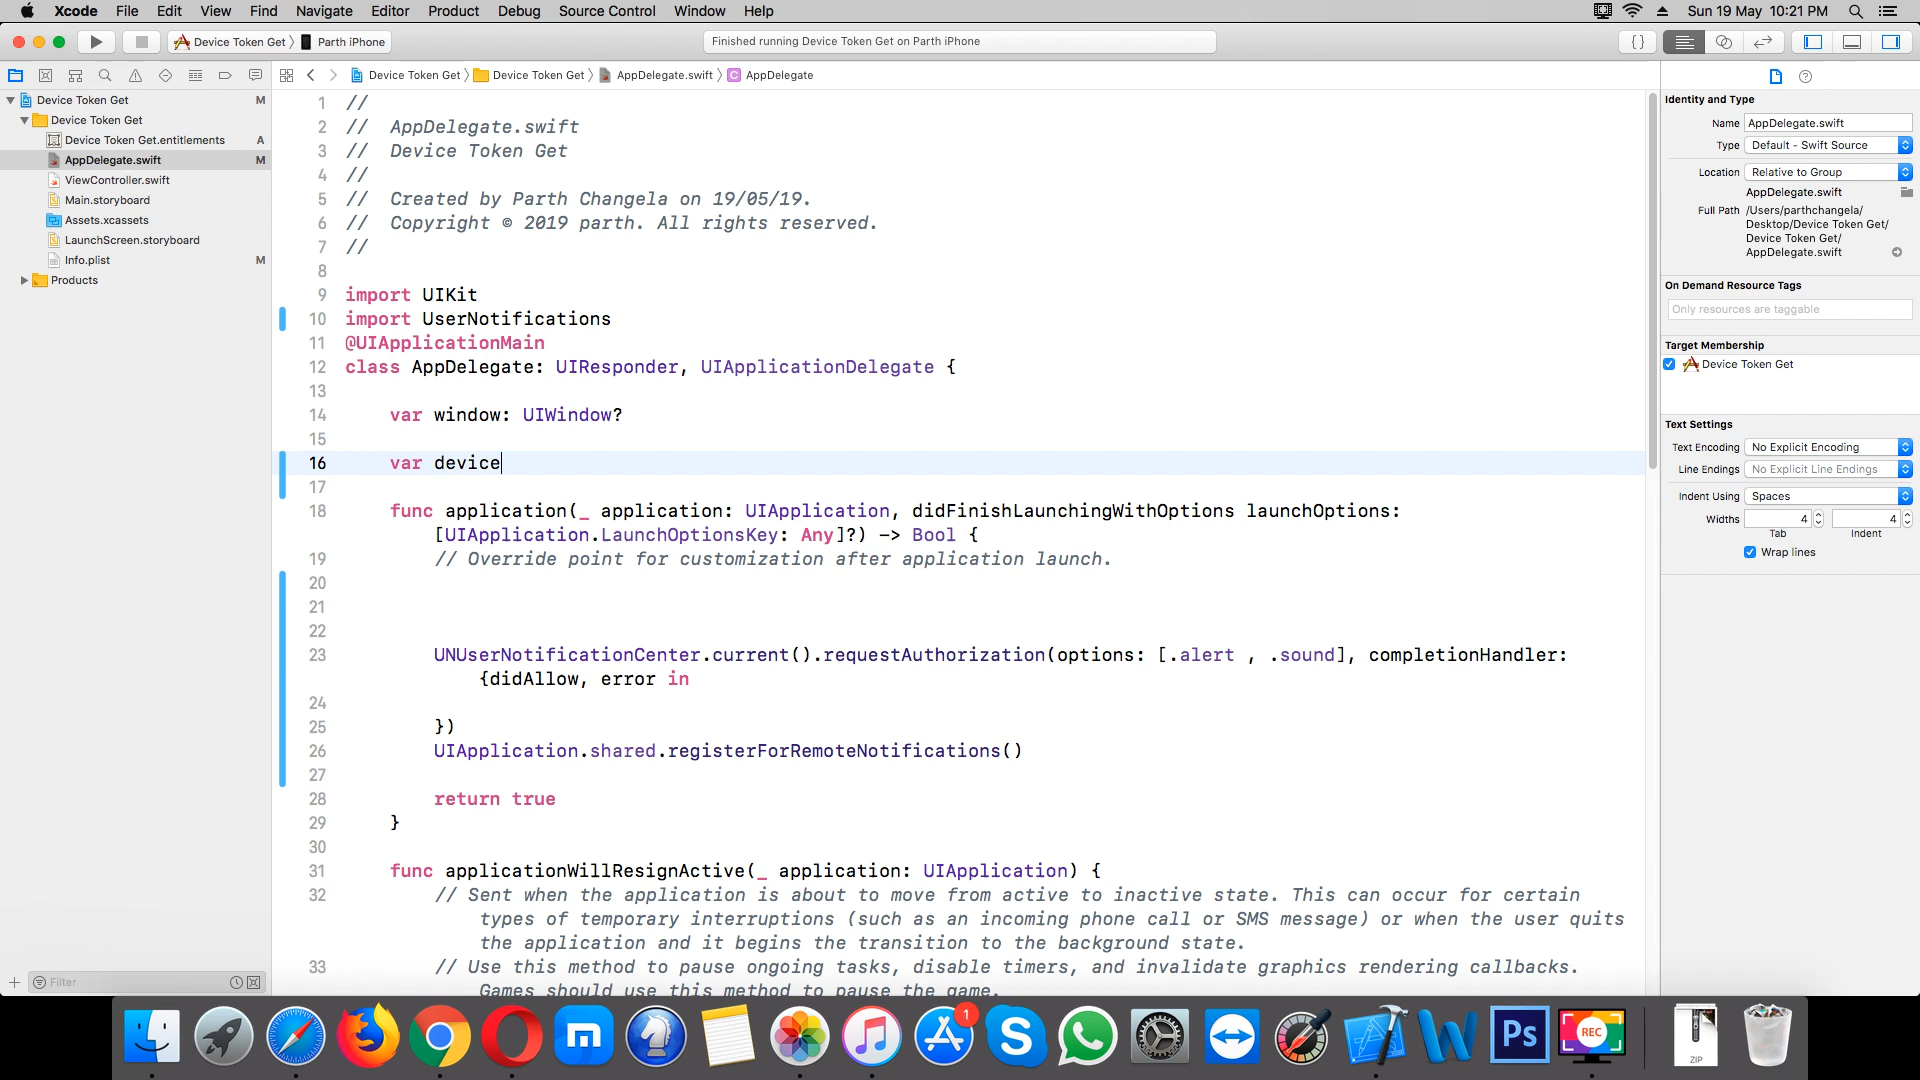 Xcode File Edit View Find Navigate Editor Product Debug Source Control Window Help Sun 19 May 10:21 PM
Device Token Get Parth iPhone Finished running Device Token Get on Parth iPhone
Device Token Get Device Token Get AppDelegate.swift AppDelegate
Device Token Get M
Device Token Get
Device Token Get.entitlements A
AppDelegate.swift M
ViewController.swift
Main.storyboard
Assets.xcassets
LaunchScreen.storyboard
Info.plist M
Products
Filter
1 //
2 // AppDelegate.swift
3 // Device Token Get
4 //
5 // Created by Parth Changela on 19/05/19.
6 // Copyright © 2019 parth. All rights reserved.
7 //
8
9 import UIKit
10 import UserNotifications
11 @UIApplicationMain
12 class AppDelegate: UIResponder, UIApplicationDelegate {
13
14 var window: UIWindow?
15
16 var device
17
18 func application(_ application: UIApplication, didFinishLaunchingWithOptions launchOptions:
[UIApplication.LaunchOptionsKey: Any]?) -> Bool {
19 // Override point for customization after application launch.
20
21
22
23 UNUserNotificationCenter.current().requestAuthorization(options: [.alert , .sound], completionHandler:
{didAllow, error in
24
25 })
26 UIApplication.shared.registerForRemoteNotifications()
27
28 return true
29 }
30
31 func applicationWillResignActive(_ application: UIApplication) {
32 // Sent when the application is about to move from active to inactive state. This can occur for certain
types of temporary interruptions (such as an incoming phone call or SMS message) or when the user quits
the application and it begins the transition to the background state.
33 // Use this method to pause ongoing tasks, disable timers, and invalidate graphics rendering callbacks.
Games should use this method to pause the game.
Identity and Type
Name AppDelegate.swift
Type Default - Swift Source
Location Relative to Group
AppDelegate.swift
Full Path /Users/parthchangela/
Desktop/Device Token Get/
Device Token Get/
AppDelegate.swift
On Demand Resource Tags
Only resources are taggable
Target Membership
Device Token Get
Text Settings
Text Encoding No Explicit Encoding
Line Endings No Explicit Line Endings
Indent Using Spaces
Widths 4 4
Tab Indent
Wrap lines
1
REC
Ps
ZIP